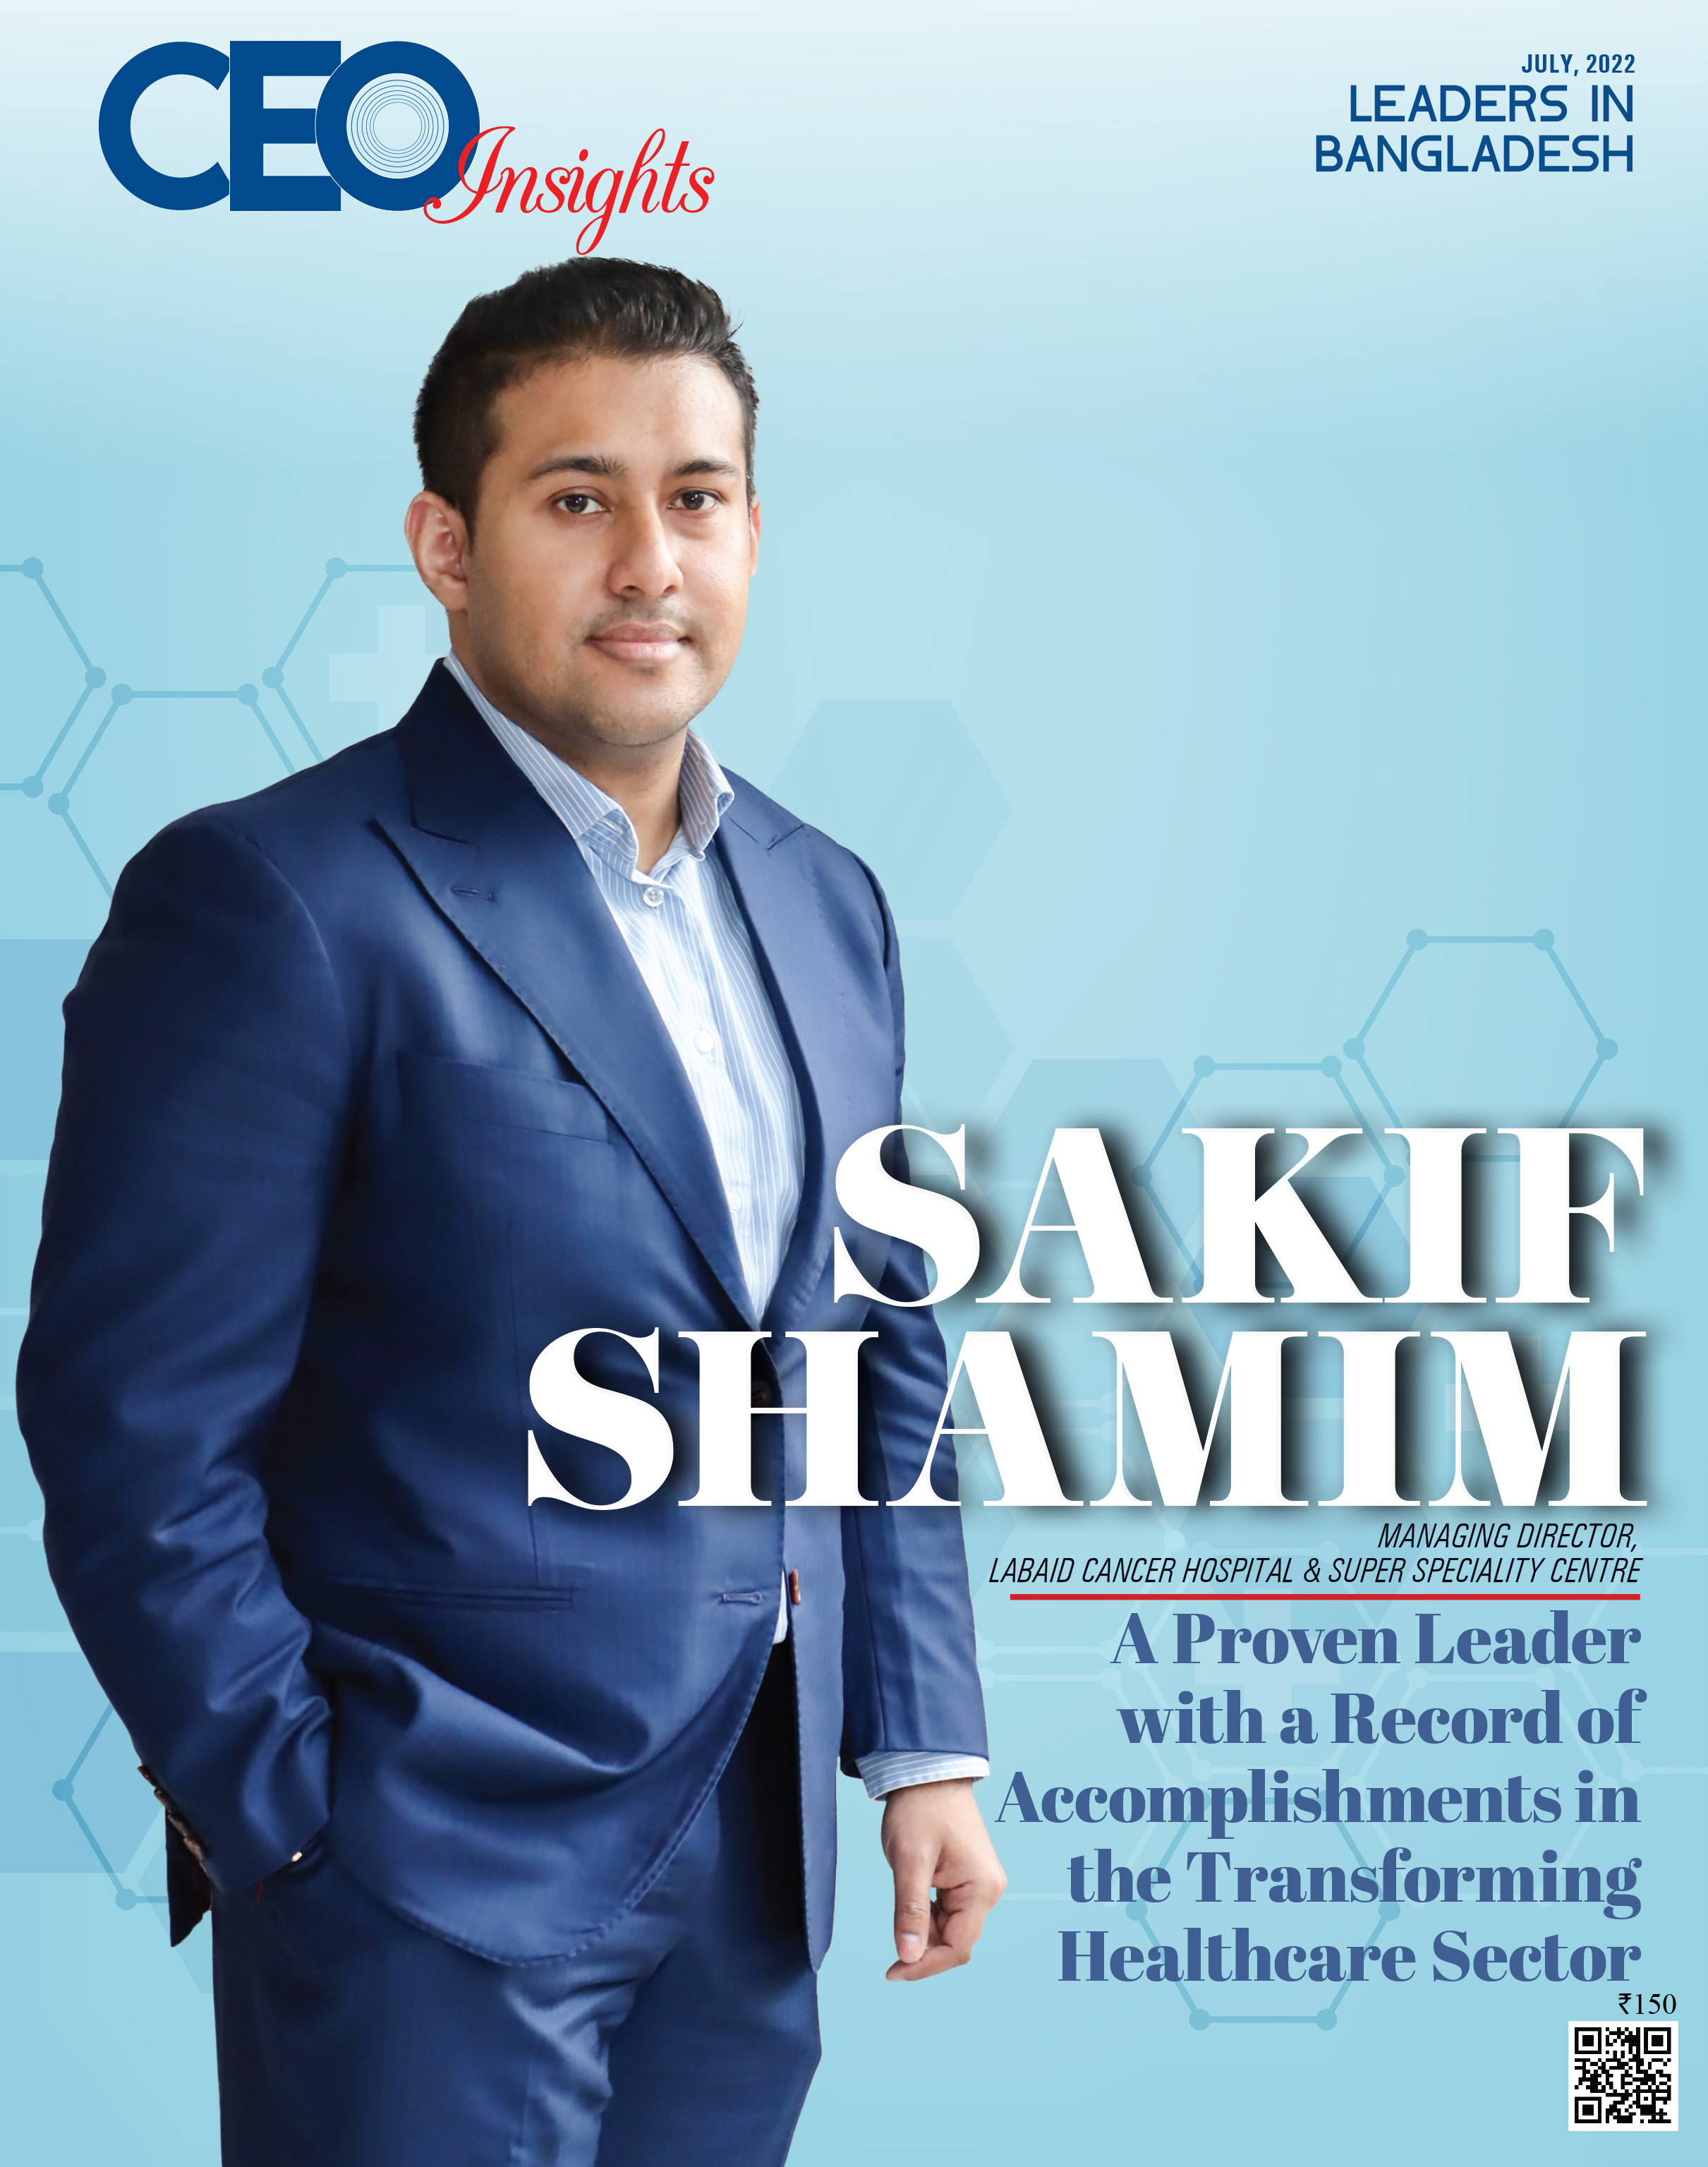 CEO Insights
JULY, 2022
LEADERS IN
BANGLADESH
SAKIF
SHAMIM
MANAGING DIRECTOR,
LABAID CANCER HOSPITAL & SUPER SPECIALITY CENTRE
A Proven Leader
with a Record of
Accomplishments in
the Transforming
Healthcare Sector
₹150